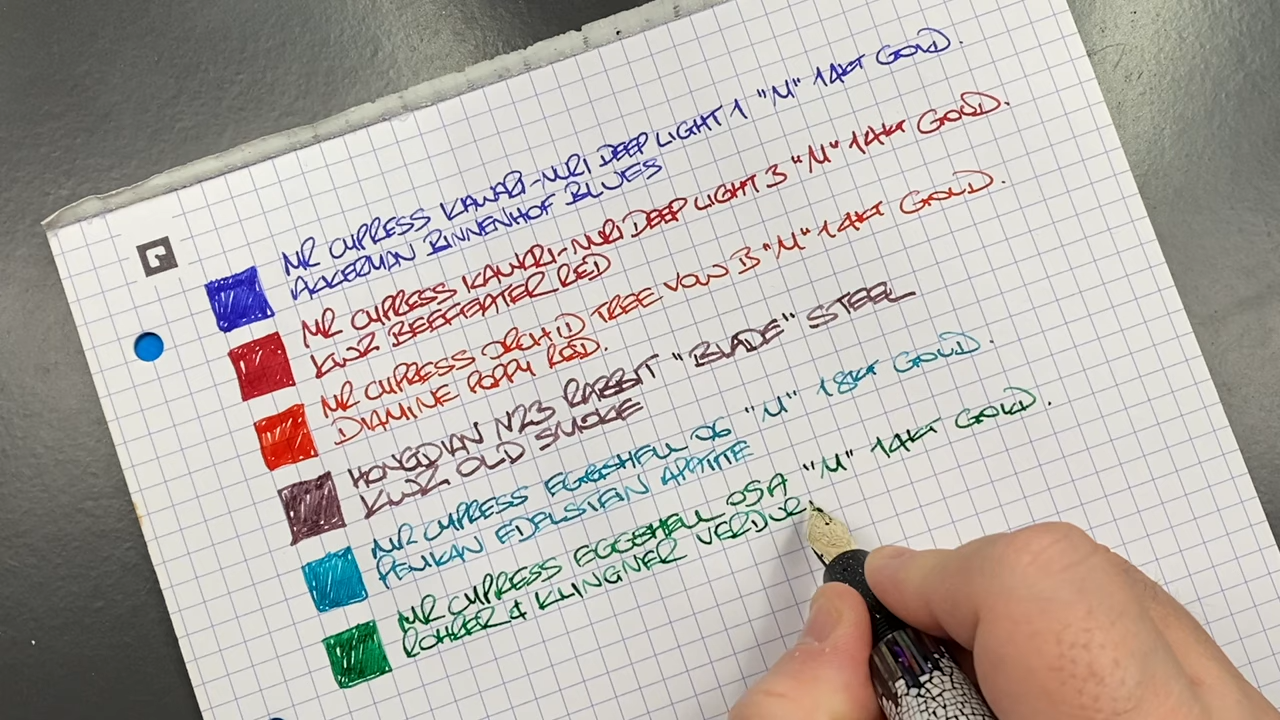 MR CYPRESS KAWARI-NURI DEEP LIGHT 1 "M" 14KT GOLD.
AKKERMAN BINNENHOF BLUES
MR CYPRESS KAWARI-NURI DEEP LIGHT 3 "M" 14KT GOLD.
KWZ BEEFEATER RED
MR CYPRESS ORCHID TREE VOW B "M" 14KT GOLD.
DIAMINE POPPY RED.
HONGDIAN N23 RABBIT "BLADE" STEEL
KWZ OLD SMOKE
MR CYPRESS EGGSHELL 06 "M" 18KT GOLD.
PELIKAN EDELSTEIN APATITE
MR CYPRESS EGGSHELL 05A "M" 14KT GOLD.
ROHRER & KLINGNER VERDUR